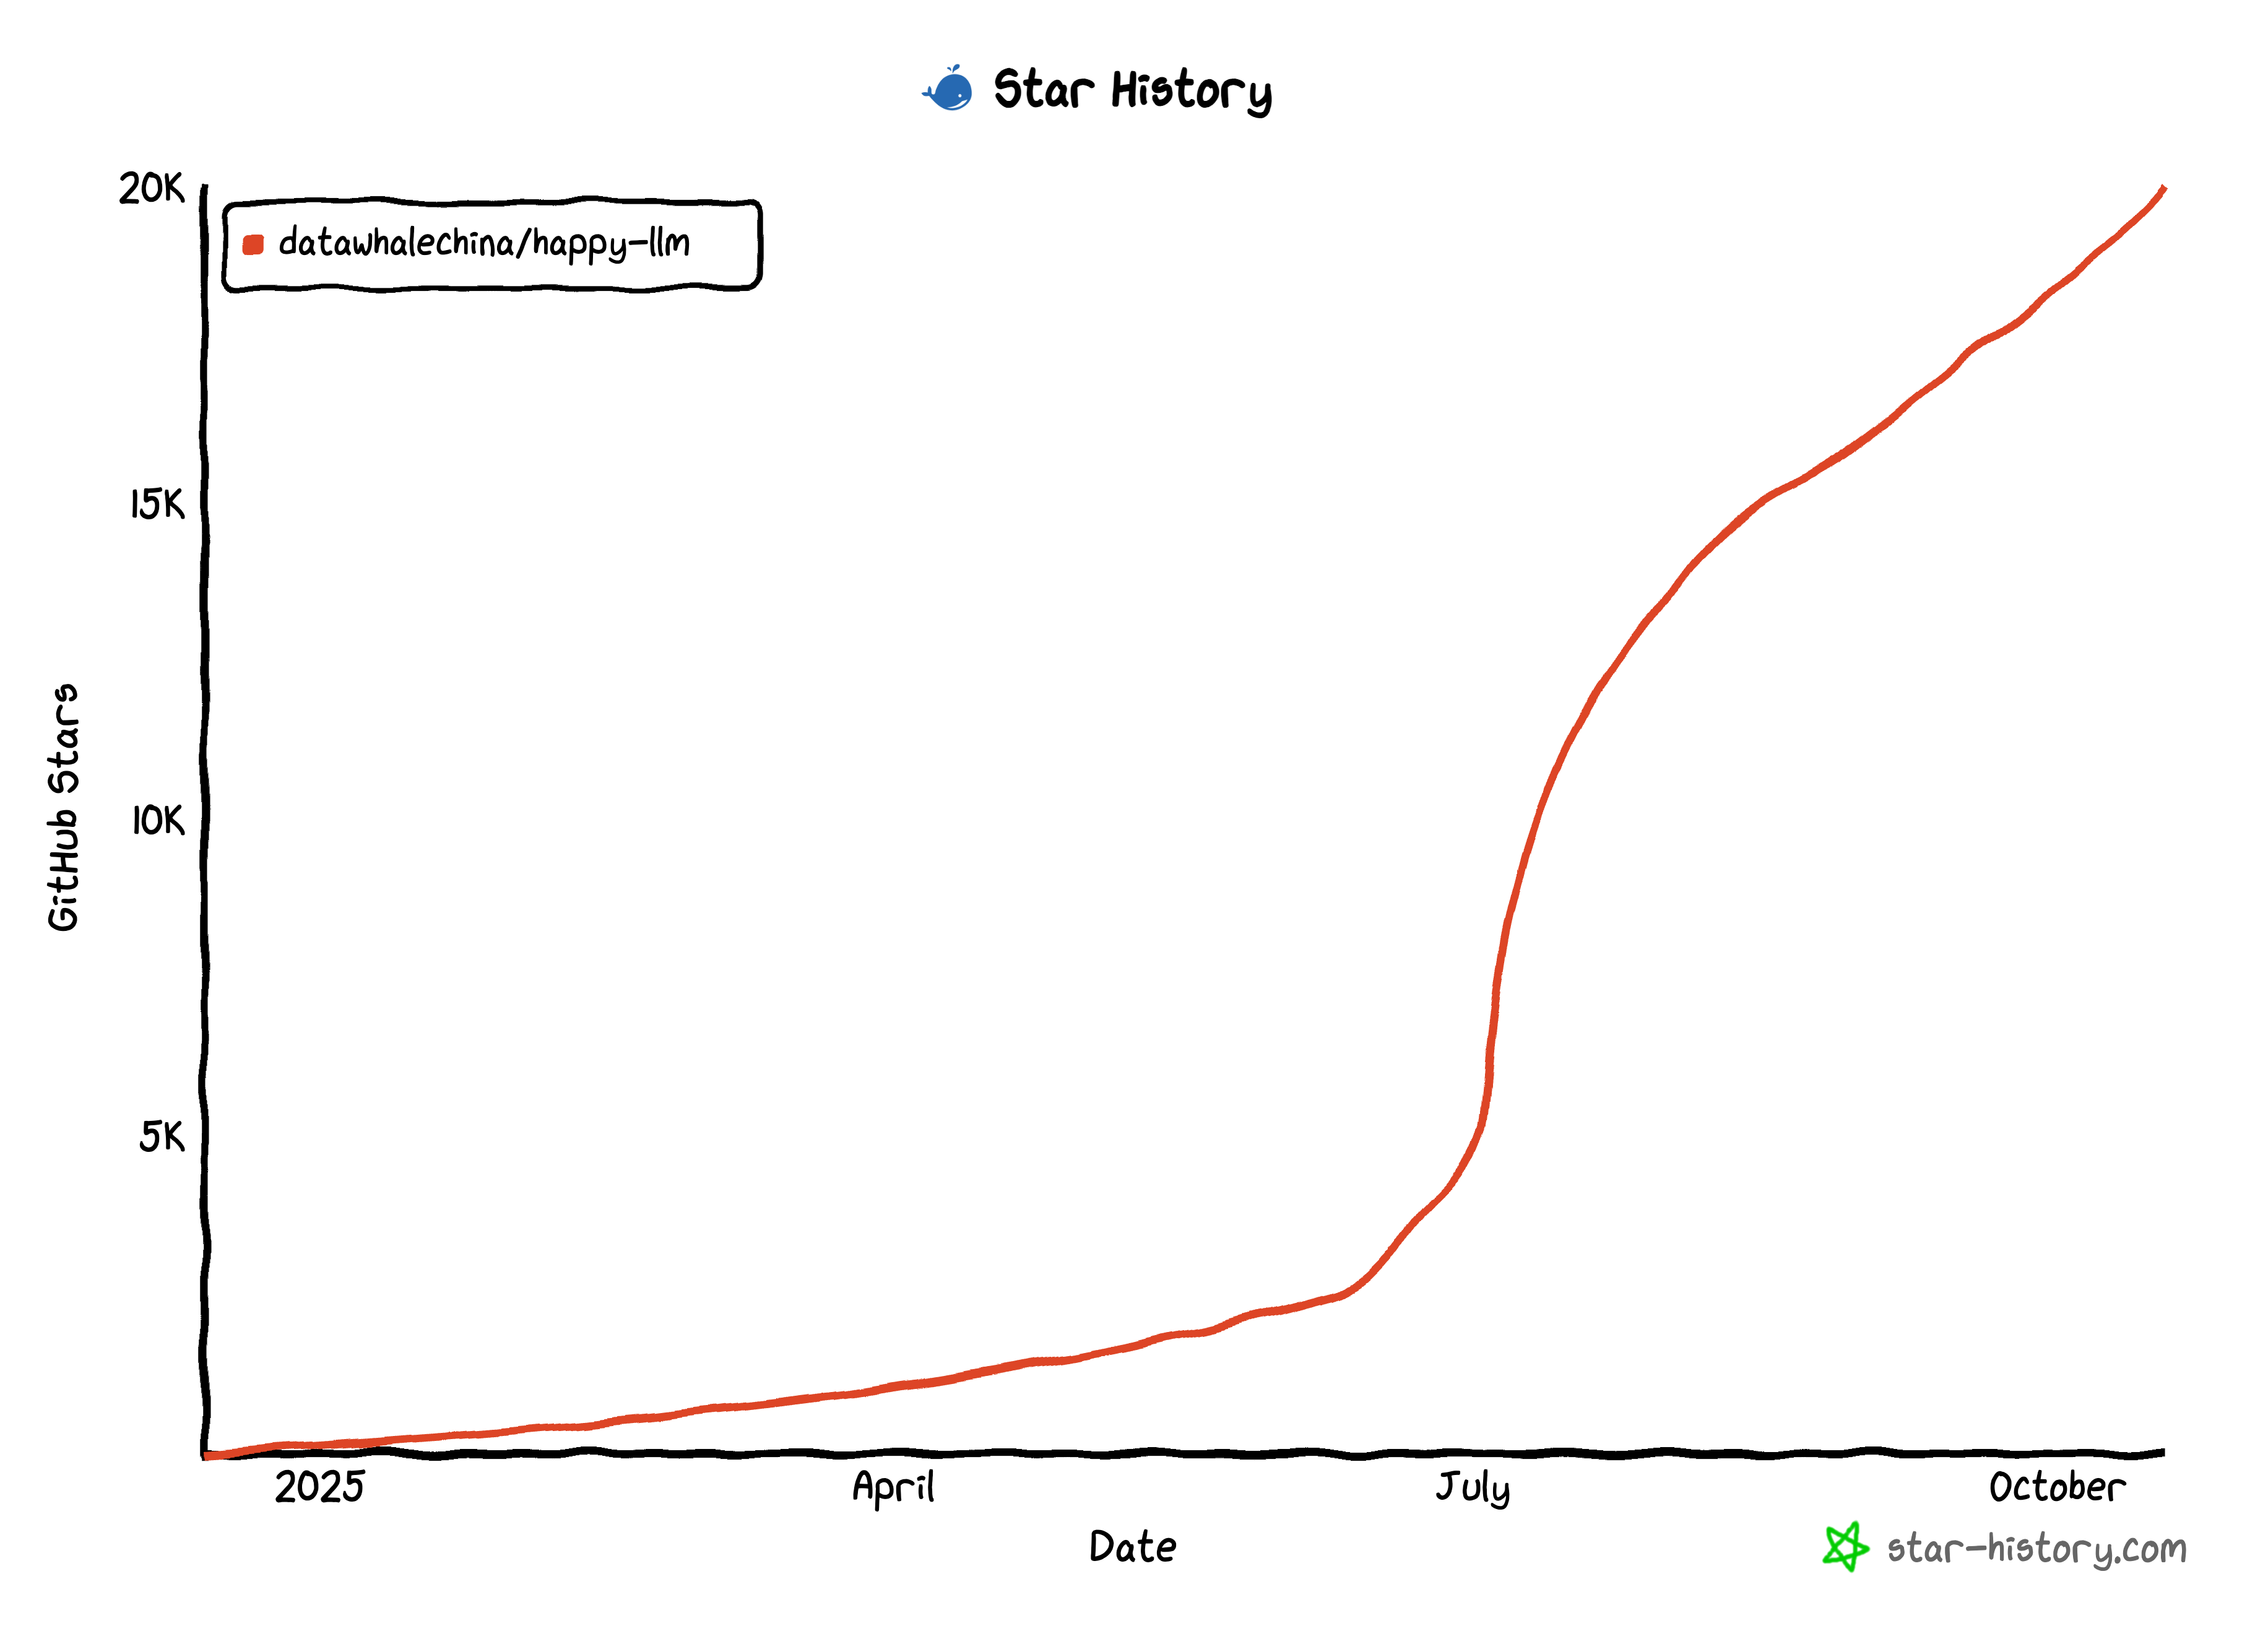 Star History
20K
datawhalechina/happy-llm
15K
10K
5K
GitHub Stars
2025
April
July
October
Date
star-history.com